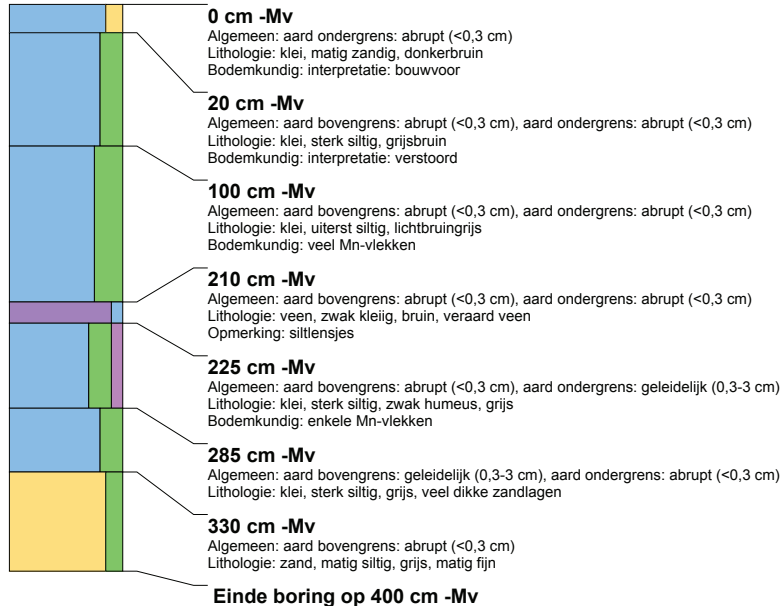 0 cm -Mv
Algemeen: aard ondergrens: abrupt (<0,3 cm)
Lithologie: klei, matig zandig, donkerbruin
Bodemkundig: interpretatie: bouwvoor
20 cm -Mv
Algemeen: aard bovengrens: abrupt (<0,3 cm), aard ondergrens: abrupt (<0,3 cm)
Lithologie: klei, sterk siltig, grijsbruin
Bodemkundig: interpretatie: verstoord
100 cm -Mv
Algemeen: aard bovengrens: abrupt (<0,3 cm), aard ondergrens: abrupt (<0,3 cm)
Lithologie: klei, uiterst siltig, lichtbruingrijs
Bodemkundig: veel Mn-vlekken
210 cm -Mv
Algemeen: aard bovengrens: abrupt (<0,3 cm), aard ondergrens: abrupt (<0,3 cm)
Lithologie: veen, zwak kleiig, bruin, veraard veen
Opmerking: siltlensjes
225 cm -Mv
Algemeen: aard bovengrens: abrupt (<0,3 cm), aard ondergrens: geleidelijk (0,3-3 cm)
Lithologie: klei, sterk siltig, zwak humeus, grijs
Bodemkundig: enkele Mn-vlekken
285 cm -Mv
Algemeen: aard bovengrens: geleidelijk (0,3-3 cm), aard ondergrens: abrupt (<0,3 cm)
Lithologie: klei, sterk siltig, grijs, veel dikke zandlagen
330 cm -Mv
Algemeen: aard bovengrens: abrupt (<0,3 cm)
Lithologie: zand, matig siltig, grijs, matig fijn
Einde boring op 400 cm -Mv